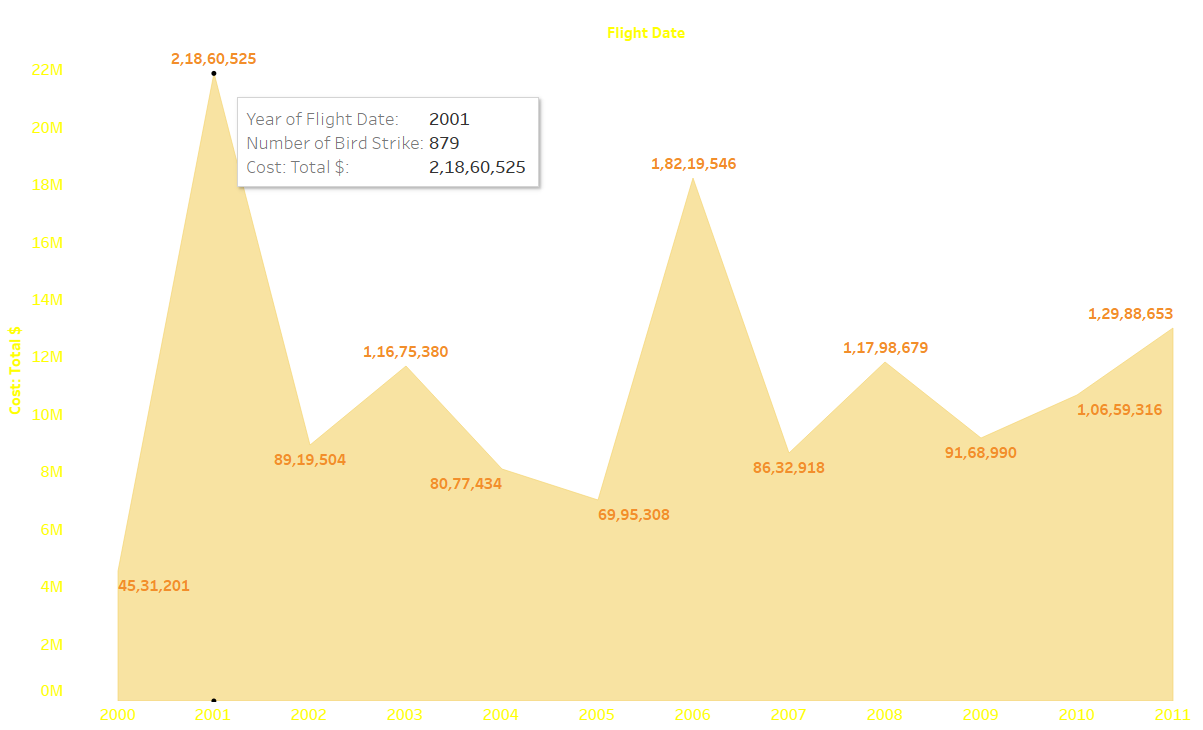 Flight Date
2,18,60,525
22M
Year of Flight Date: 2001
Number of Bird Strike: 879
Cost: Total $: 2,18,60,525
20M
1,82,19,546
18M
16M
14M
1,29,88,653
1,16,75,380
1,17,98,679
12M
Cost: Total $
10M
1,06,59,316
89,19,504
91,68,990
86,32,918
8M
80,77,434
69,95,308
6M
45,31,201
4M
2M
0M
2000 2001 2002 2003 2004 2005 2006 2007 2008 2009 2010 2011